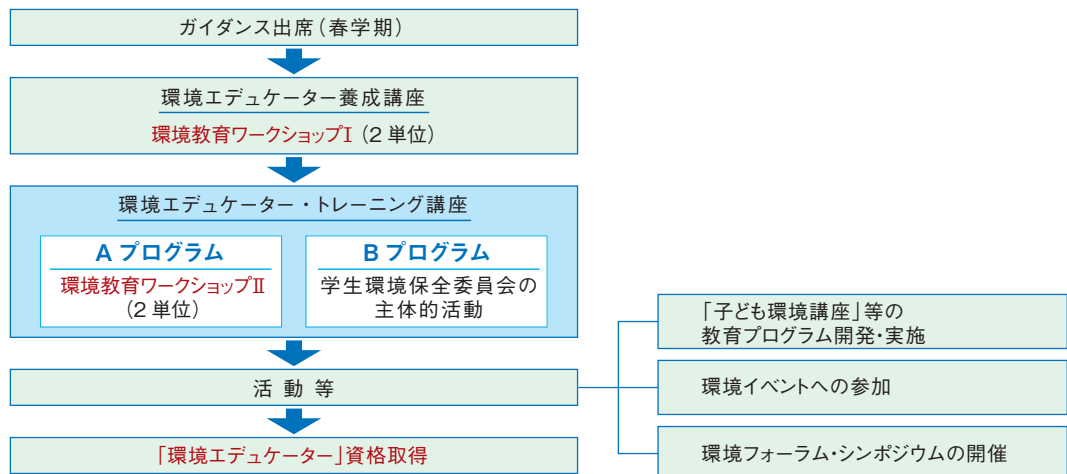 ガイダンス出席(春学期)
環境エデュケーター養成講座
環境教育ワークショップⅠ(2単位)
環境エデュケーター・トレーニング講座
A プログラム
環境教育ワークショップⅡ
(2単位)
B プログラム
学生環境保全委員会の
主体的活動
活動等
「環境エデュケーター」資格取得
「子ども環境講座」等の
教育プログラム開発・実施
環境イベントへの参加
環境フォーラム・シンポジウムの開催